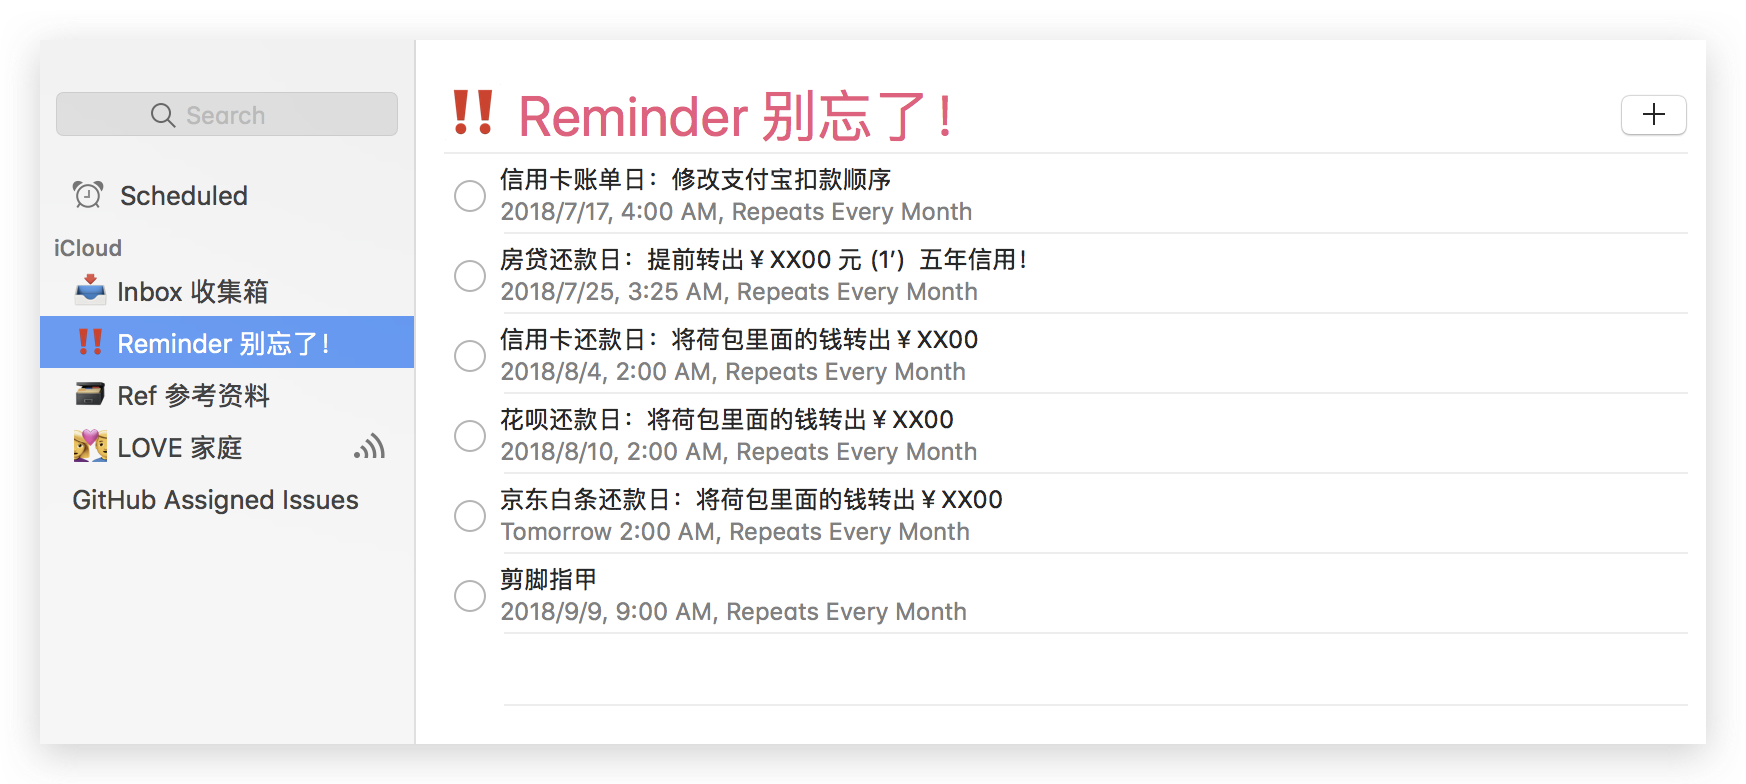 Search
Scheduled
iCloud
Inbox 收集箱
‼️ Reminder 别忘了！
Ref 参考资料
LOVE 家庭
GitHub Assigned Issues
‼️ Reminder 别忘了！
信用卡账单日：修改支付宝扣款顺序
2018/7/17, 4:00 AM, Repeats Every Month
房贷还款日：提前转出￥XX00 元 (1′) 五年信用！
2018/7/25, 3:25 AM, Repeats Every Month
信用卡还款日：将荷包里面的钱转出￥XX00
2018/8/4, 2:00 AM, Repeats Every Month
花呗还款日：将荷包里面的钱转出￥XX00
2018/8/10, 2:00 AM, Repeats Every Month
京东白条还款日：将荷包里面的钱转出￥XX00
Tomorrow 2:00 AM, Repeats Every Month
剪脚指甲
2018/9/9, 9:00 AM, Repeats Every Month